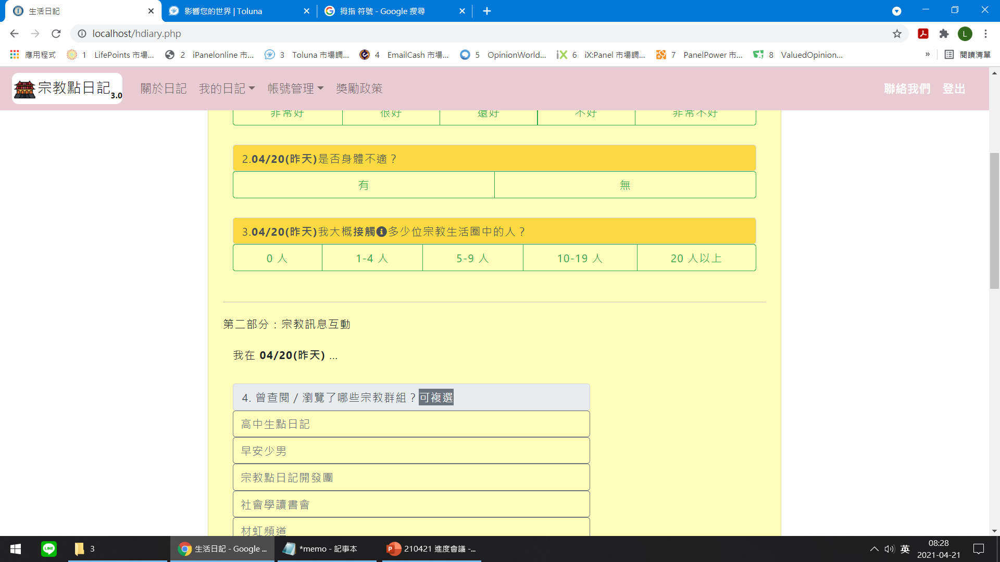 生活日記
影響您的世界 | Toluna
拇指 符號 - Google 搜尋
localhost/hdiary.php
L
應用程式
1 LifePoints 市場...
2 iPanelonline 市...
3 Toluna 市場調...
4 EmailCash 市場...
5 OpinionWorld...
6 iX:Panel 市場調...
7 PanelPower 市...
8 ValuedOpinion...
»
閱讀清單
宗教點日記3.0
關於日記
我的日記
帳號管理
獎勵政策
聯絡我們
登出
非常好
很好
還好
不好
非常不好
2.04/20(昨天)是否身體不適？
有
無
3.04/20(昨天)我大概接觸多少位宗教生活圈中的人？
0 人
1-4 人
5-9 人
10-19 人
20 人以上
第二部分：宗教訊息互動
我在 04/20(昨天) ...
4. 曾查閱 / 瀏覽了哪些宗教群組？可複選
高中生點日記
早安少男
宗教點日記開發團
社會學讀書會
材虹頻道
LINE
3
生活日記 - Google ...
*memo - 記事本
210421 進度會議 -...
英
08:28
2021-04-21